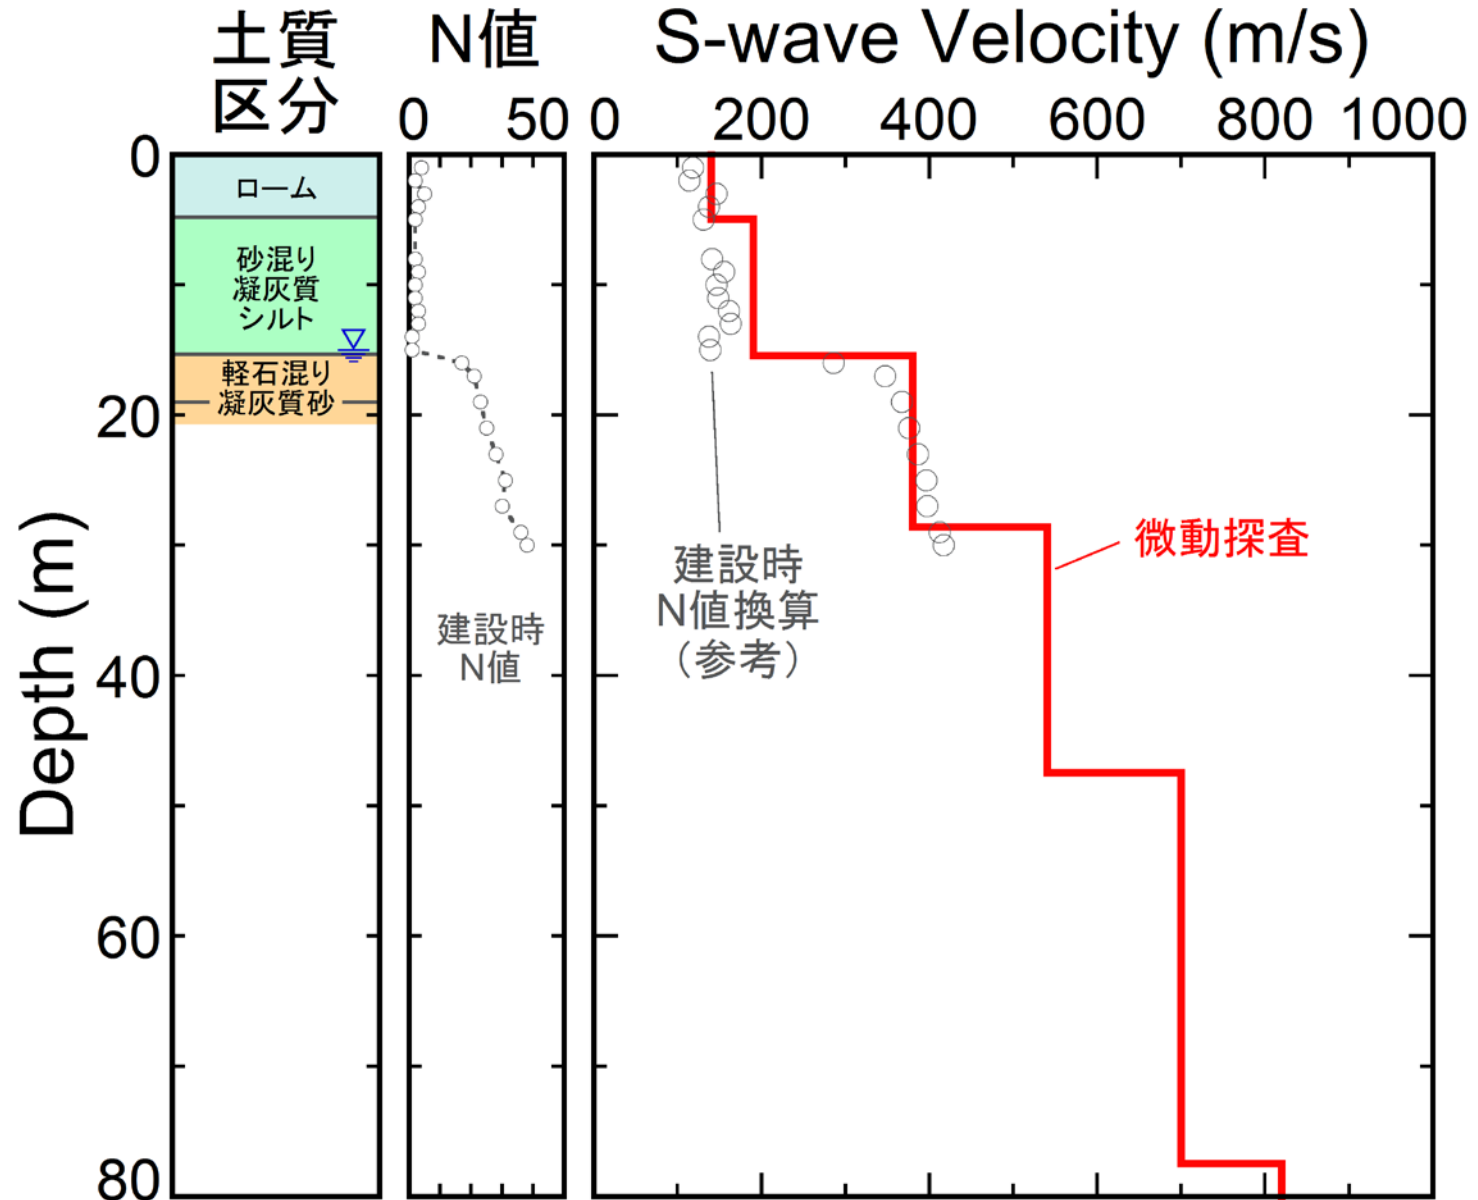 土質
区分
N値
S-wave Velocity (m/s)
0 50
0 200 400 600 800 1000
0
20
40
60
80
Depth (m)
ローム
砂混り
凝灰質
シルト
軽石混り
凝灰質砂
建設時
N値
建設時
N値換算
（参考）
微動探査